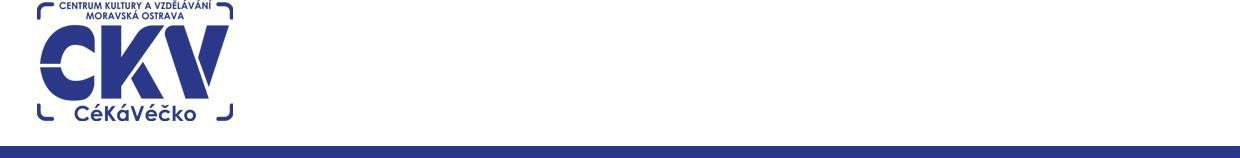 CENTRUM KULTURY A VZDĚLÁVÁNÍ
MORAVSKÁ OSTRAVA
CKV
CéKáVéčko